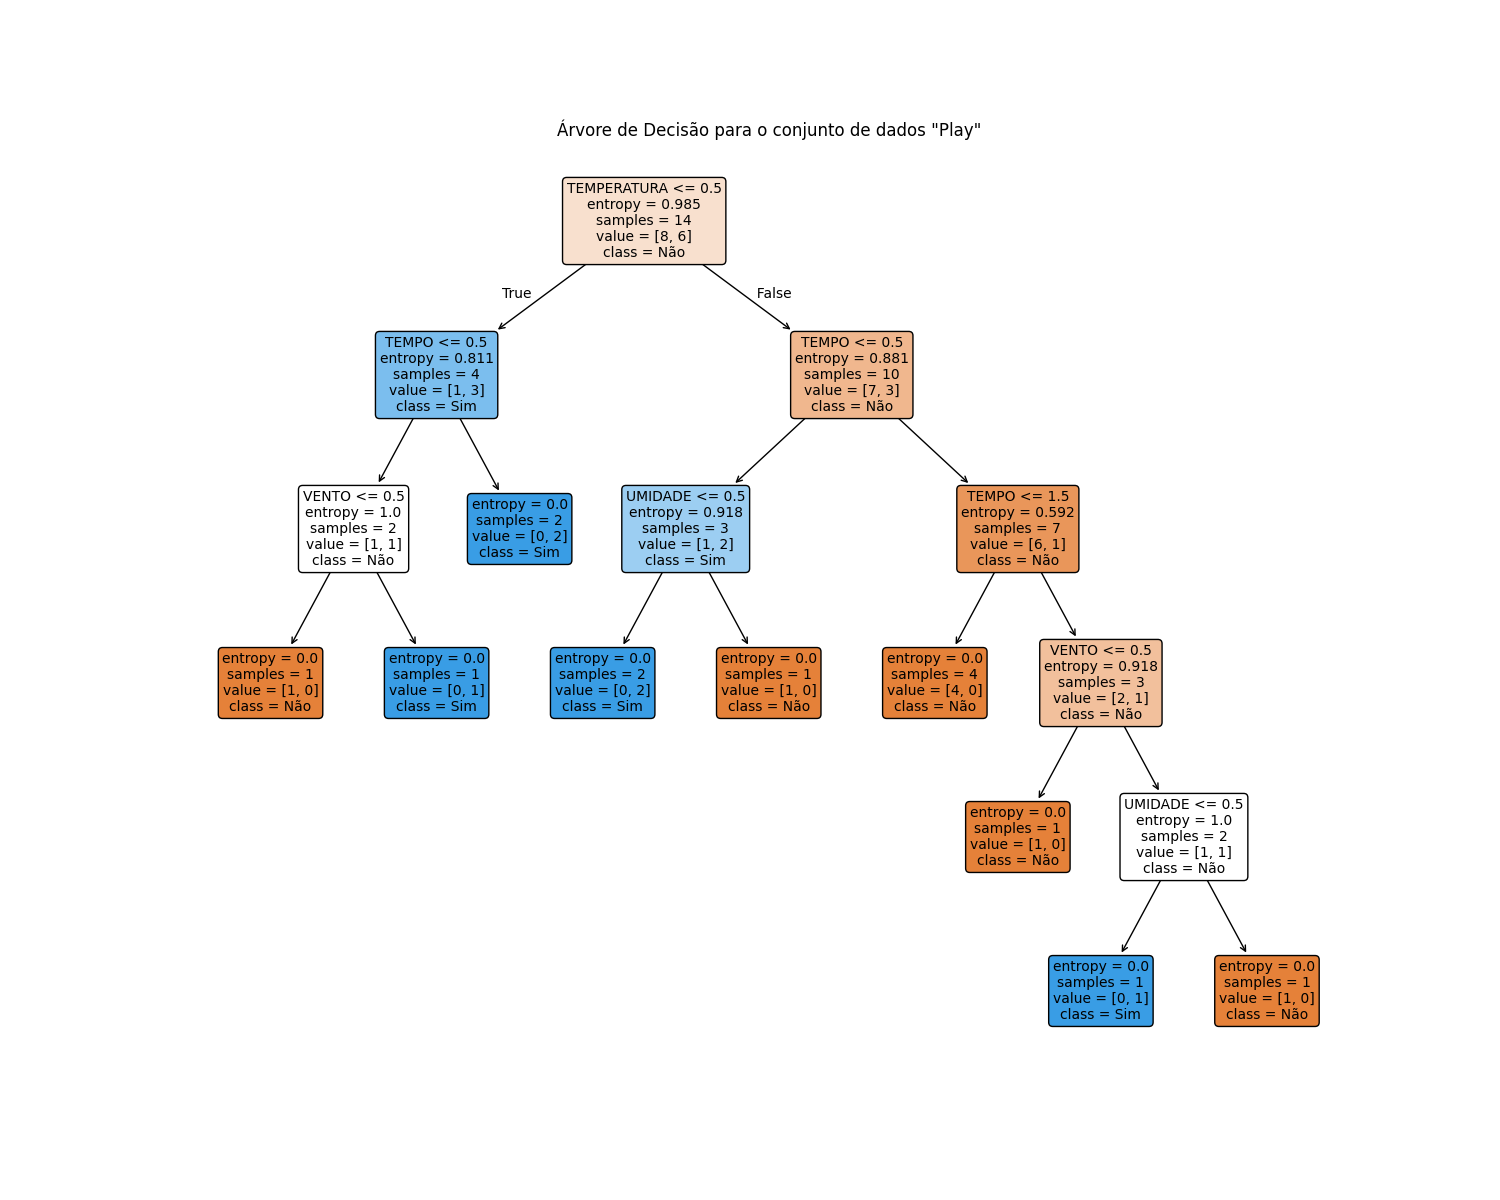 Árvore de Decisão para o conjunto de dados "Play"
TEMPERATURA <= 0.5
entropy = 0.985
samples = 14
value = [8, 6]
class = Não
True
False
TEMPO <= 0.5
entropy = 0.811
samples = 4
value = [1, 3]
class = Sim
TEMPO <= 0.5
entropy = 0.881
samples = 10
value = [7, 3]
class = Não
VENTO <= 0.5
entropy = 1.0
samples = 2
value = [1, 1]
class = Não
entropy = 0.0
samples = 2
value = [0, 2]
class = Sim
UMIDADE <= 0.5
entropy = 0.918
samples = 3
value = [1, 2]
class = Sim
TEMPO <= 1.5
entropy = 0.592
samples = 7
value = [6, 1]
class = Não
entropy = 0.0
samples = 1
value = [1, 0]
class = Não
entropy = 0.0
samples = 1
value = [0, 1]
class = Sim
entropy = 0.0
samples = 2
value = [0, 2]
class = Sim
entropy = 0.0
samples = 1
value = [1, 0]
class = Não
entropy = 0.0
samples = 4
value = [4, 0]
class = Não
VENTO <= 0.5
entropy = 0.918
samples = 3
value = [2, 1]
class = Não
entropy = 0.0
samples = 1
value = [1, 0]
class = Não
UMIDADE <= 0.5
entropy = 1.0
samples = 2
value = [1, 1]
class = Não
entropy = 0.0
samples = 1
value = [0, 1]
class = Sim
entropy = 0.0
samples = 1
value = [1, 0]
class = Não